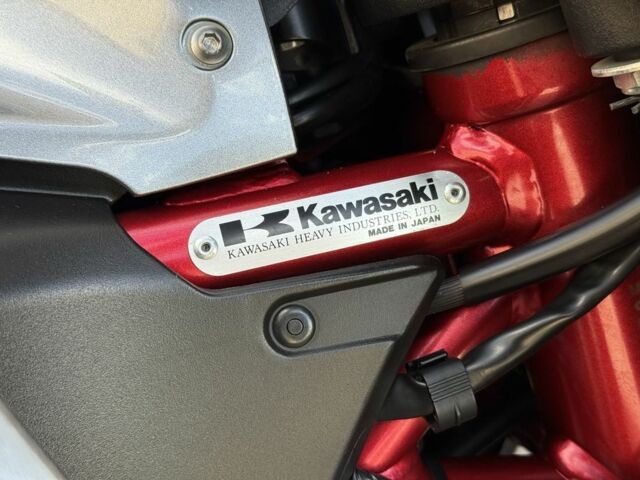 Kawasaki
KAWASAKI HEAVY INDUSTRIES, LTD.
MADE IN JAPAN